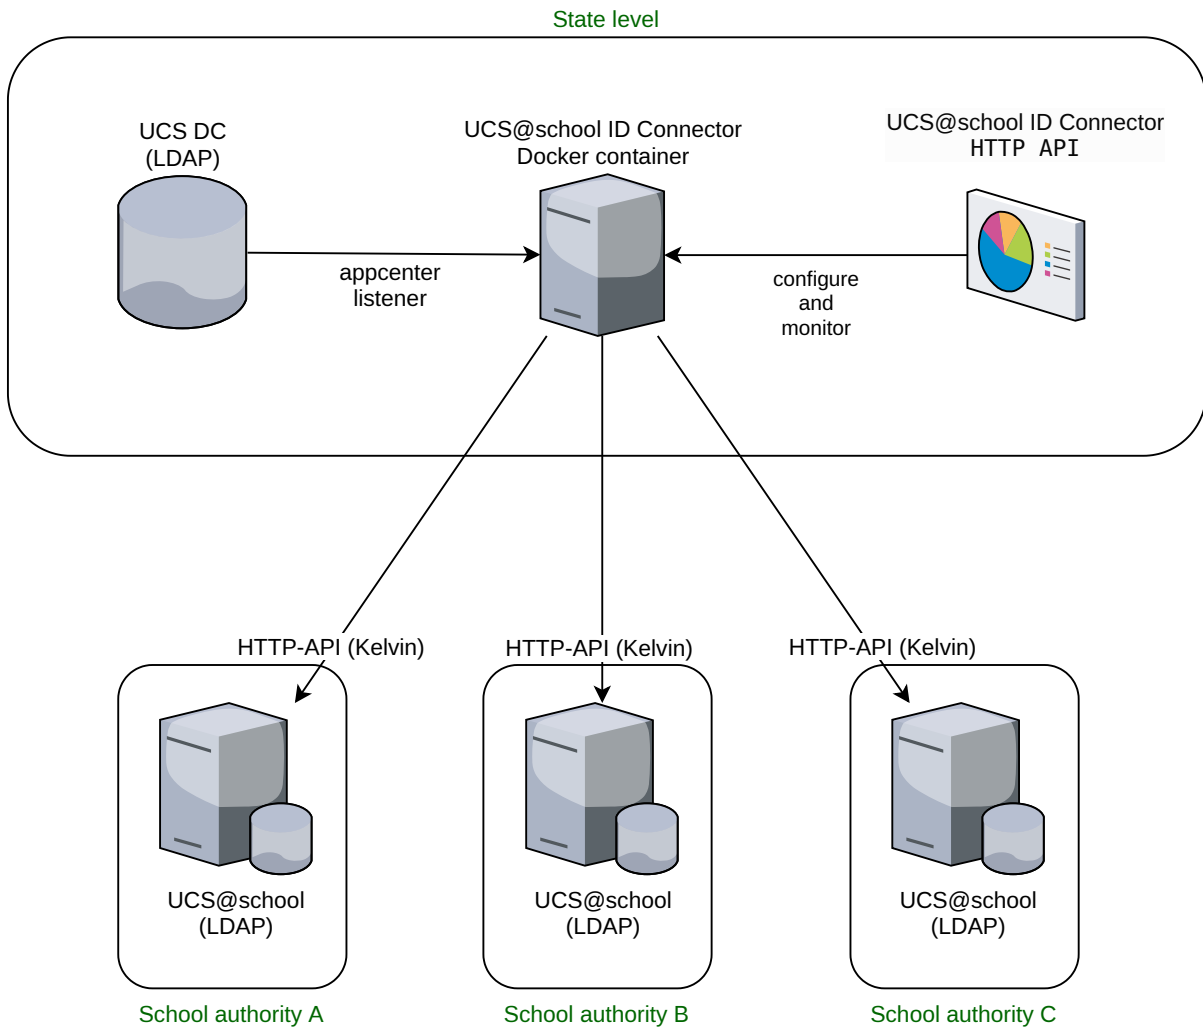 State level
UCS DC
(LDAP)
UCS@school ID Connector
Docker container
UCS@school ID Connector
HTTP API
appcenter
listener
configure
and
monitor
HTTP-API (Kelvin)
HTTP-API (Kelvin)
HTTP-API (Kelvin)
UCS@school
(LDAP)
UCS@school
(LDAP)
UCS@school
(LDAP)
School authority A
School authority B
School authority C